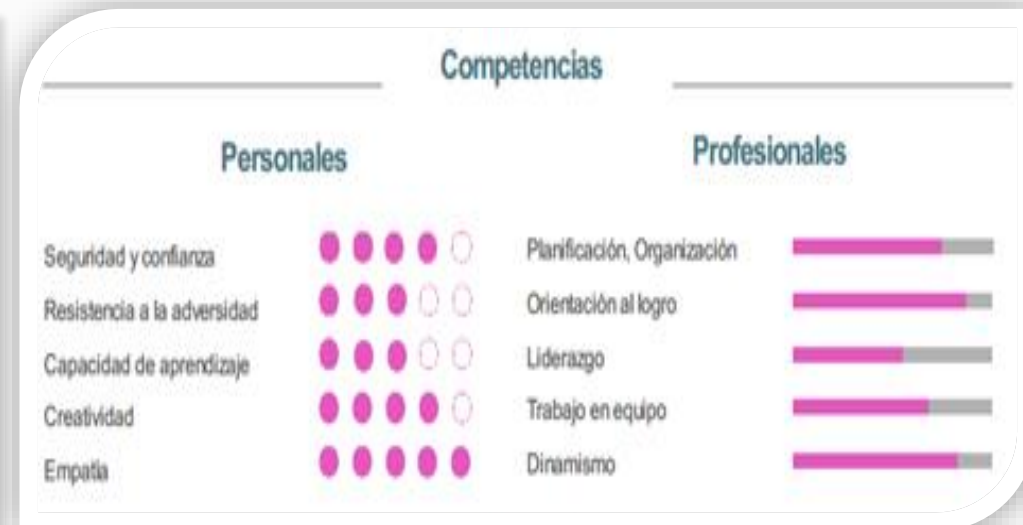 Competencias
Personales
Seguridad y confianza
Resistencia a la adversidad
Capacidad de aprendizaje
Creatividad
Empatía
Profesionales
Planificación, Organización
Orientación al logro
Liderazgo
Trabajo en equipo
Dinamismo